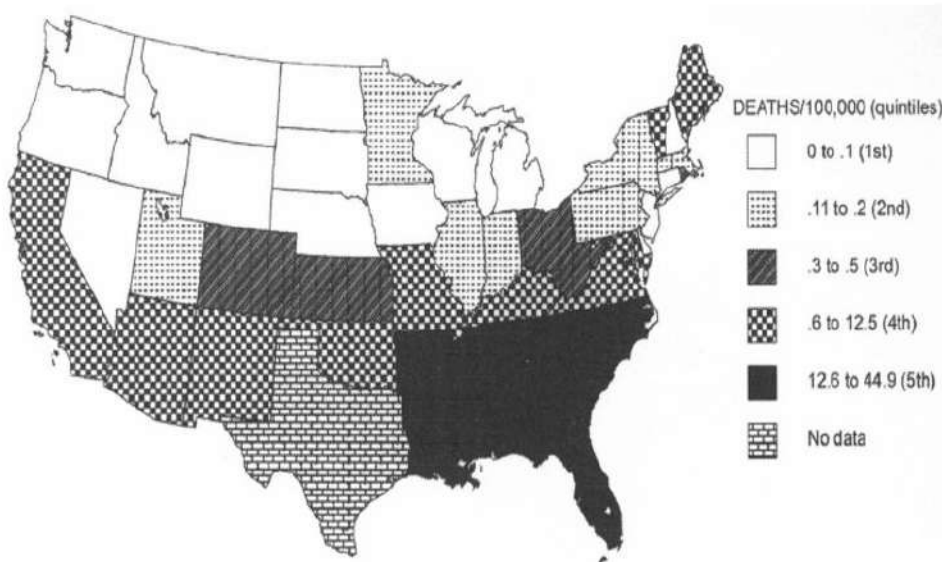 DEATHS/100,000 (quintiles)
0 to .1 (1st)
.11 to .2 (2nd)
.3 to .5 (3rd)
.6 to 12.5 (4th)
12.6 to 44.9 (5th)
No data